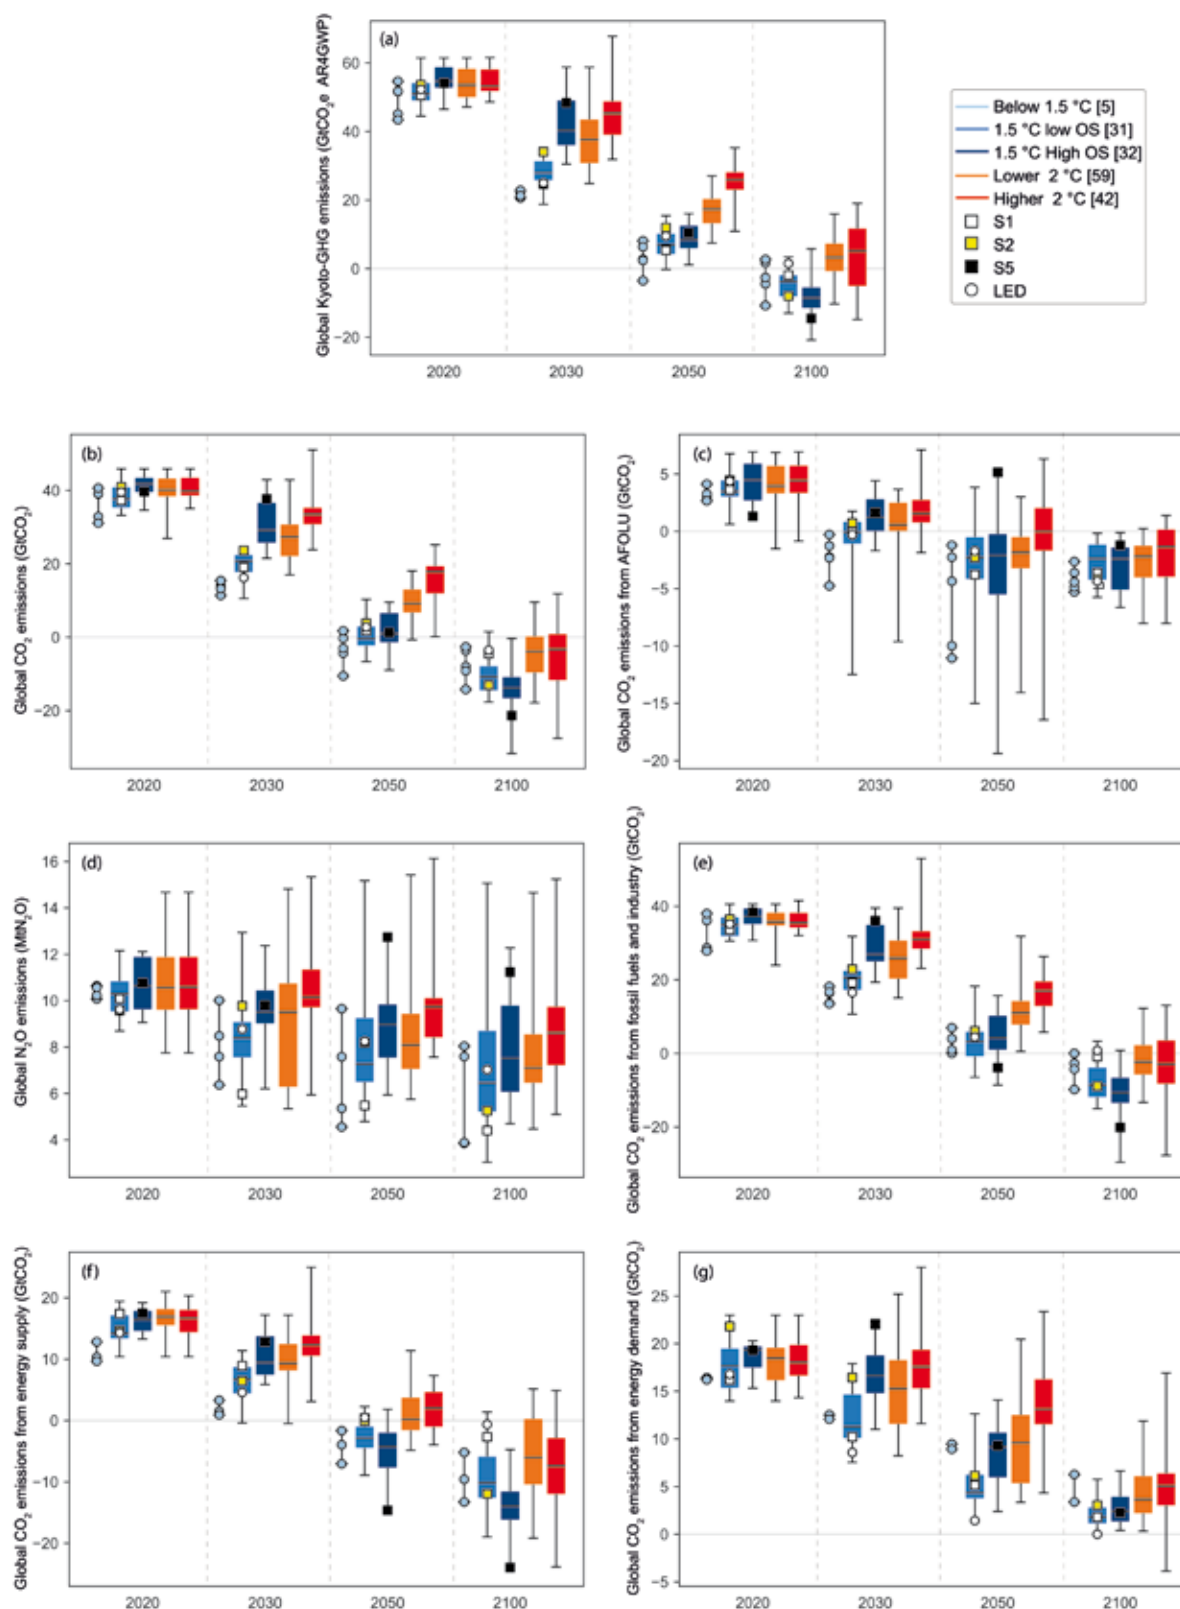 (a)
Global Kyoto-GHG emissions (GtCO₂e AR4GWP)
60
40
20
0
−20
2020 2030 2050 2100
Below 1.5 °C [5]
1.5 °C low OS [31]
1.5 °C High OS [32]
Lower 2 °C [59]
Higher 2 °C [42]
S1
S2
S5
LED
(b)
Global CO₂ emissions (GtCO₂)
40
20
0
−20
2020 2030 2050 2100
(c)
Global CO₂ emissions from AFOLU (GtCO₂)
5
0
−5
−10
−15
−20
2020 2030 2050 2100
(d)
Global N₂O emissions (MtN₂O)
16
14
12
10
8
6
4
2020 2030 2050 2100
(e)
Global CO₂ emissions from fossil fuels and industry (GtCO₂)
40
20
0
−20
2020 2030 2050 2100
(f)
Global CO₂ emissions from energy supply (GtCO₂)
20
10
0
−10
−20
2020 2030 2050 2100
(g)
Global CO₂ emissions from energy demand (GtCO₂)
25
20
15
10
5
0
−5
2020 2030 2050 2100